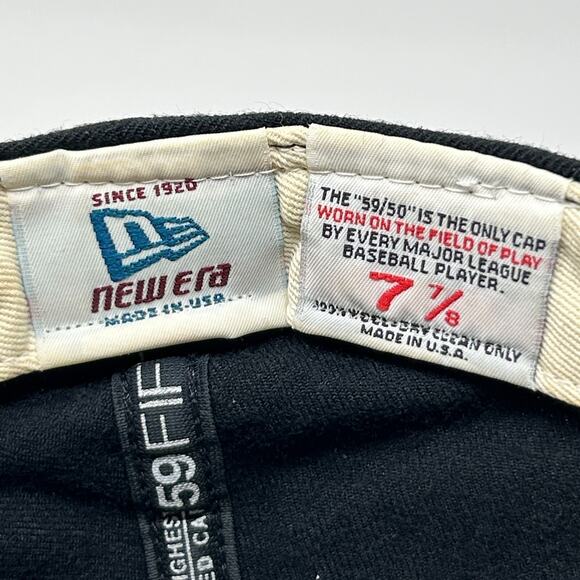 SINCE 1920
new era
MADE IN USA
THE "59/50" IS THE ONLY CAP
WORN ON THE FIELD OF PLAY
BY EVERY MAJOR LEAGUE
BASEBALL PLAYER.
7 7/8
100% WOOL · DRY CLEAN ONLY
MADE IN U.S.A.
59FIF